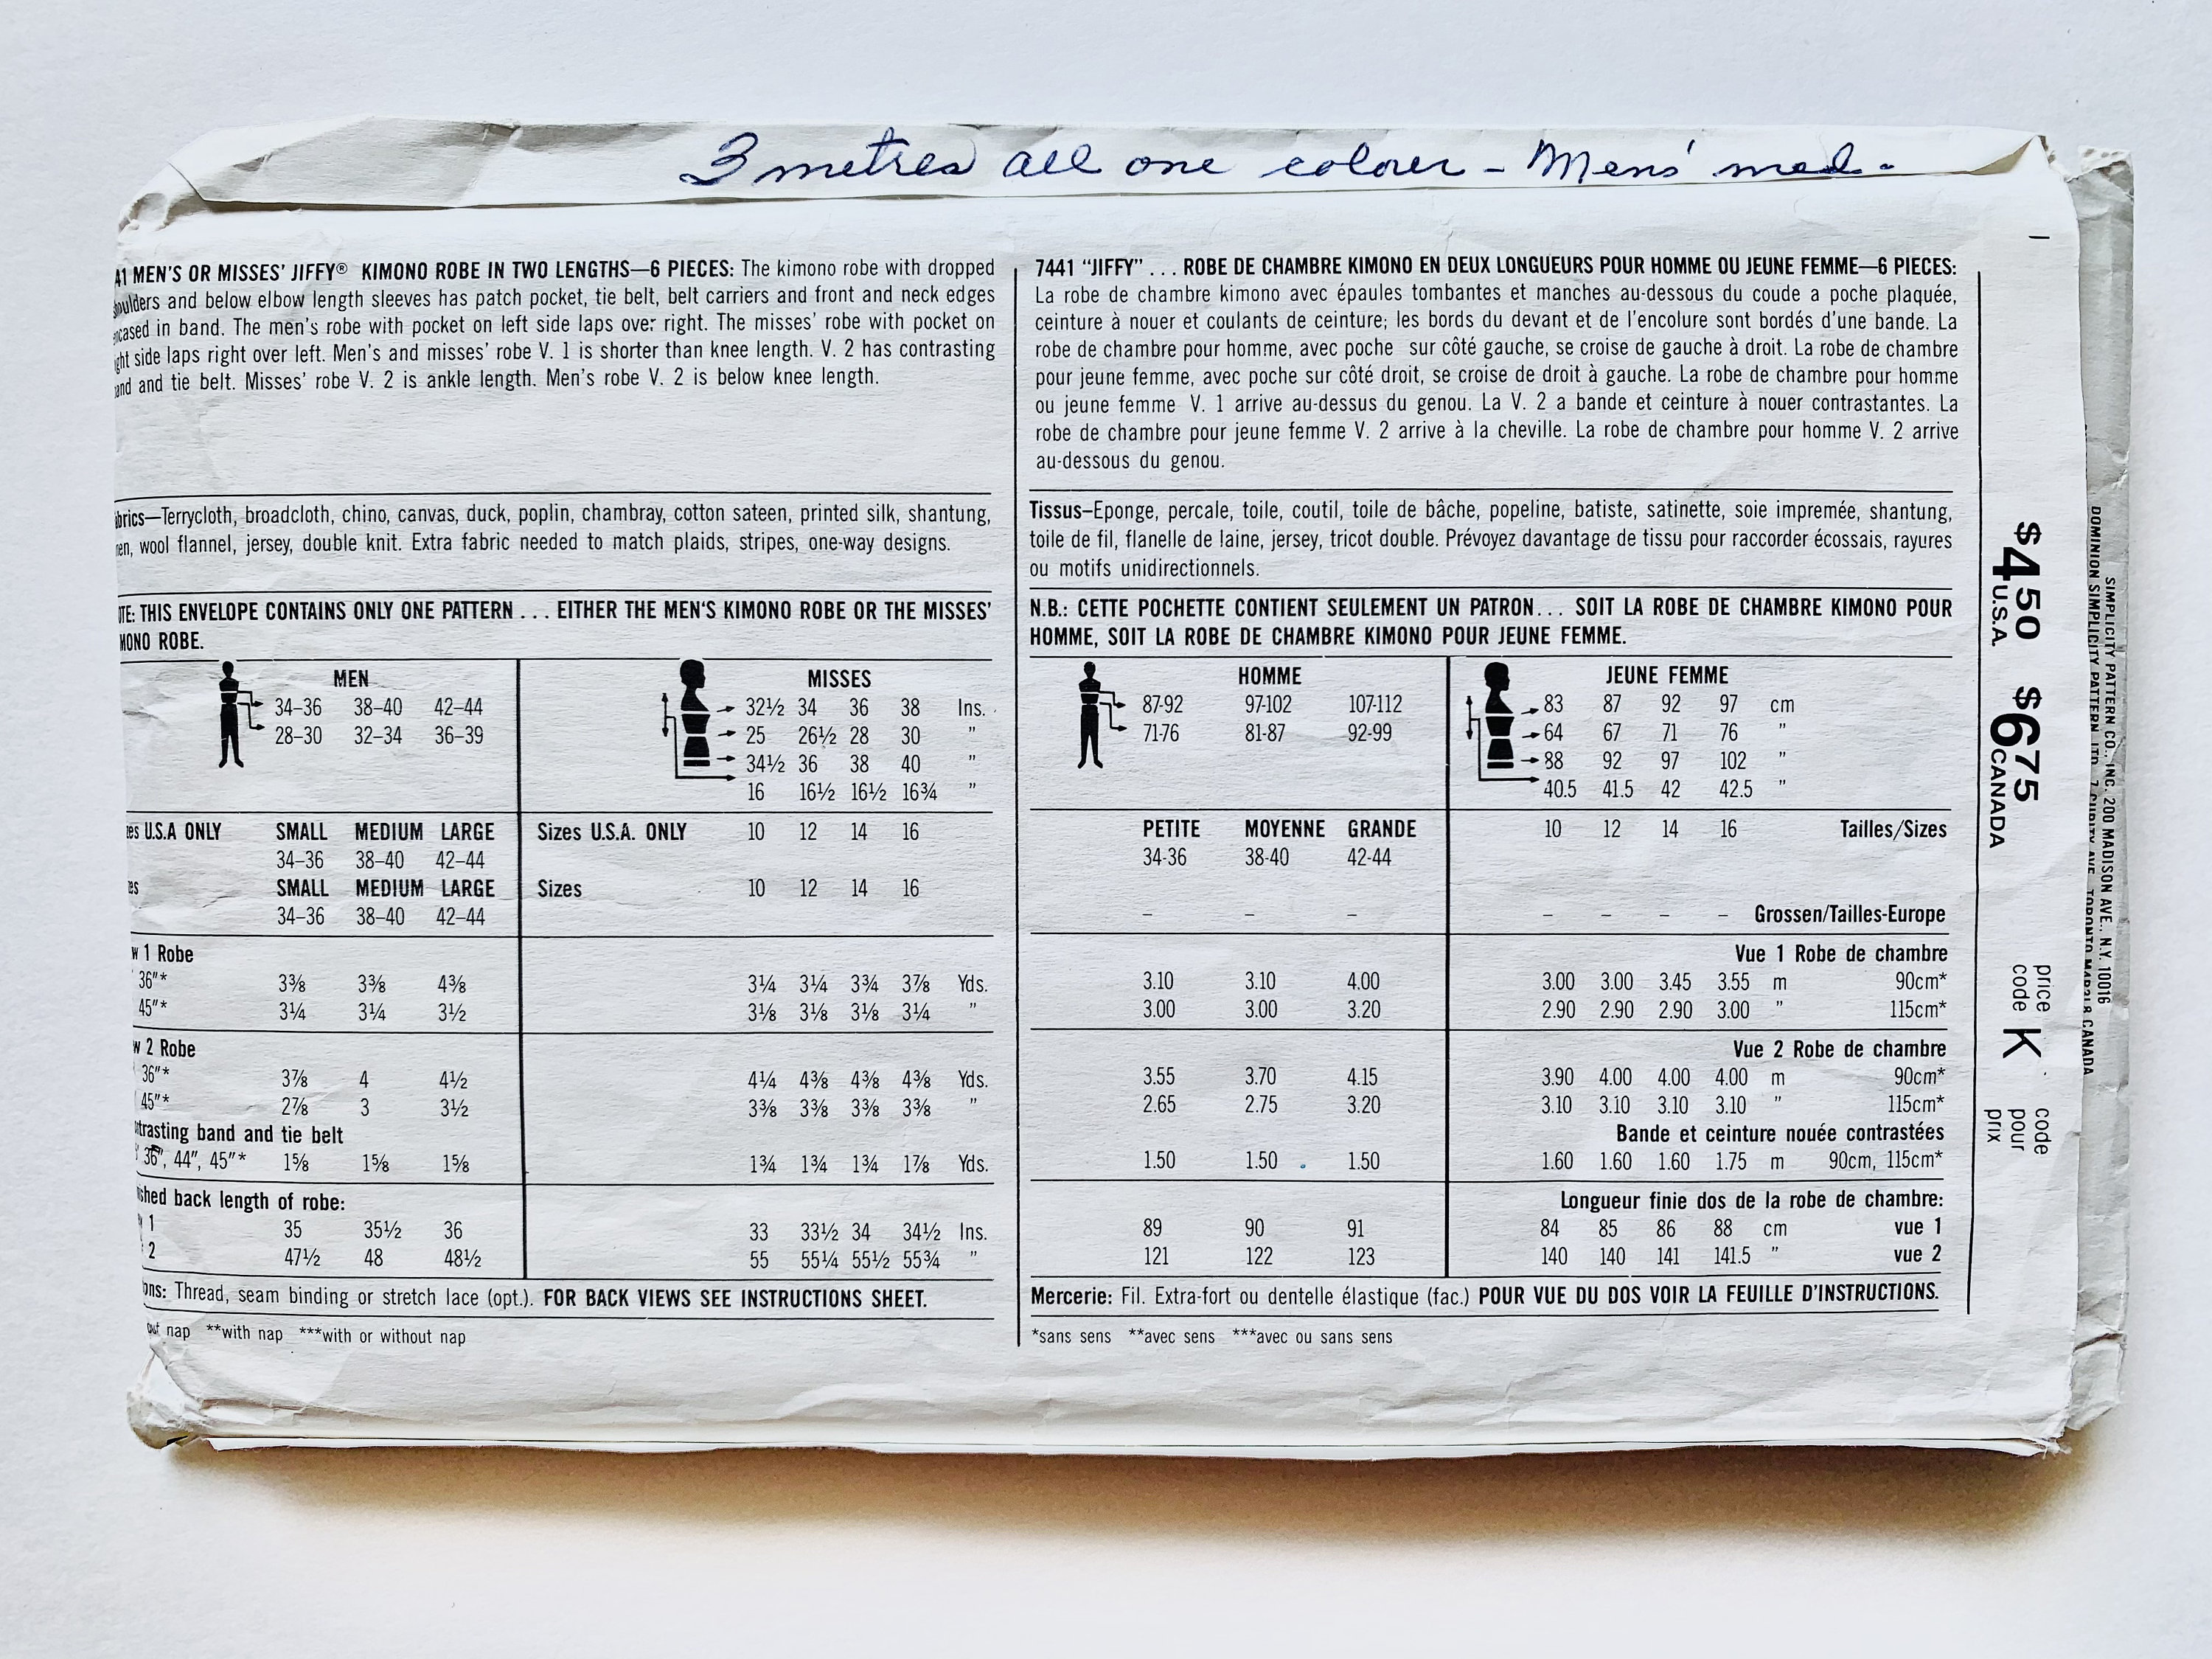 3 metres all one colour - Mens' med.
41 MEN'S OR MISSES' JIFFY® KIMONO ROBE IN TWO LENGTHS—6 PIECES: The kimono robe with dropped
houlders and below elbow length sleeves has patch pocket, tie belt, belt carriers and front and neck edges
ncased in band. The men's robe with pocket on left side laps over right. The misses' robe with pocket on
ght side laps right over left. Men's and misses' robe V. 1 is shorter than knee length. V. 2 has contrasting
and and tie belt. Misses' robe V. 2 is ankle length. Men's robe V. 2 is below knee length.
abrics—Terrycloth, broadcloth, chino, canvas, duck, poplin, chambray, cotton sateen, printed silk, shantung,
nen, wool flannel, jersey, double knit. Extra fabric needed to match plaids, stripes, one-way designs.
OTE: THIS ENVELOPE CONTAINS ONLY ONE PATTERN . . . EITHER THE MEN'S KIMONO ROBE OR THE MISSES'
MONO ROBE.
MEN MISSES
34–36 38–40 42–44 32½ 34 36 38 Ins.
28–30 32–34 36–39 25 26½ 28 30 "
34½ 36 38 40 "
16 16½ 16½ 16¾ "
es U.S.A ONLY SMALL MEDIUM LARGE Sizes U.S.A. ONLY 10 12 14 16
34–36 38–40 42–44
es SMALL MEDIUM LARGE Sizes 10 12 14 16
34–36 38–40 42–44
w 1 Robe
36"* 3⅜ 3⅜ 4⅜ 3¼ 3¼ 3¾ 3⅞ Yds.
45"* 3¼ 3¼ 3½ 3⅛ 3⅛ 3⅛ 3¼ "
w 2 Robe
36"* 3⅞ 4 4½ 4¼ 4⅜ 4⅜ 4⅜ Yds.
45"* 2⅞ 3 3½ 3⅜ 3⅜ 3⅜ 3⅜ "
ntrasting band and tie belt
36", 44", 45"* 1⅝ 1⅝ 1⅝ 1¾ 1¾ 1¾ 1⅞ Yds.
shed back length of robe:
1 35 35½ 36 33 33½ 34 34½ Ins.
2 47½ 48 48½ 55 55¼ 55½ 55¾ "
ons: Thread, seam binding or stretch lace (opt.). FOR BACK VIEWS SEE INSTRUCTIONS SHEET.
out nap **with nap ***with or without nap
7441 "JIFFY" . . . ROBE DE CHAMBRE KIMONO EN DEUX LONGUEURS POUR HOMME OU JEUNE FEMME—6 PIECES:
La robe de chambre kimono avec épaules tombantes et manches au-dessous du coude a poche plaquée,
ceinture à nouer et coulants de ceinture; les bords du devant et de l'encolure sont bordés d'une bande. La
robe de chambre pour homme, avec poche sur côté gauche, se croise de gauche à droit. La robe de chambre
pour jeune femme, avec poche sur côté droit, se croise de droit à gauche. La robe de chambre pour homme
ou jeune femme V. 1 arrive au-dessus du genou. La V. 2 a bande et ceinture à nouer contrastantes. La
robe de chambre pour jeune femme V. 2 arrive à la cheville. La robe de chambre pour homme V. 2 arrive
au-dessous du genou.
Tissus—Eponge, percale, toile, coutil, toile de bâche, popeline, batiste, satinette, soie impremée, shantung,
toile de fil, flanelle de laine, jersey, tricot double. Prévoyez davantage de tissu pour raccorder écossais, rayures
ou motifs unidirectionnels.
N.B.: CETTE POCHETTE CONTIENT SEULEMENT UN PATRON. . . SOIT LA ROBE DE CHAMBRE KIMONO POUR
HOMME, SOIT LA ROBE DE CHAMBRE KIMONO POUR JEUNE FEMME.
HOMME JEUNE FEMME
87-92 97-102 107-112 83 87 92 97 cm
71-76 81-87 92-99 64 67 71 76 "
88 92 97 102 "
40.5 41.5 42 42.5 "
PETITE MOYENNE GRANDE 10 12 14 16 Tailles/Sizes
34-36 38-40 42-44
– – – – – – – Grossen/Tailles-Europe
Vue 1 Robe de chambre
3.10 3.10 4.00 3.00 3.00 3.45 3.55 m 90cm*
3.00 3.00 3.20 2.90 2.90 2.90 3.00 " 115cm*
Vue 2 Robe de chambre
3.55 3.70 4.15 3.90 4.00 4.00 4.00 m 90cm*
2.65 2.75 3.20 3.10 3.10 3.10 3.10 " 115cm*
Bande et ceinture nouée contrastées
1.50 1.50 1.50 1.60 1.60 1.60 1.75 m 90cm, 115cm*
Longueur finie dos de la robe de chambre:
89 90 91 84 85 86 88 cm vue 1
121 122 123 140 140 141 141.5 " vue 2
Mercerie: Fil. Extra-fort ou dentelle élastique (fac.) POUR VUE DU DOS VOIR LA FEUILLE D'INSTRUCTIONS.
*sans sens **avec sens ***avec ou sans sens
$450 U.S.A. $675 CANADA
price code K code pour prix
SIMPLICITY PATTERN CO. INC. 200 MADISON AVE., N.Y. 10016
DOMINION SIMPLICITY PATTERN LTD. TORONTO CANADA